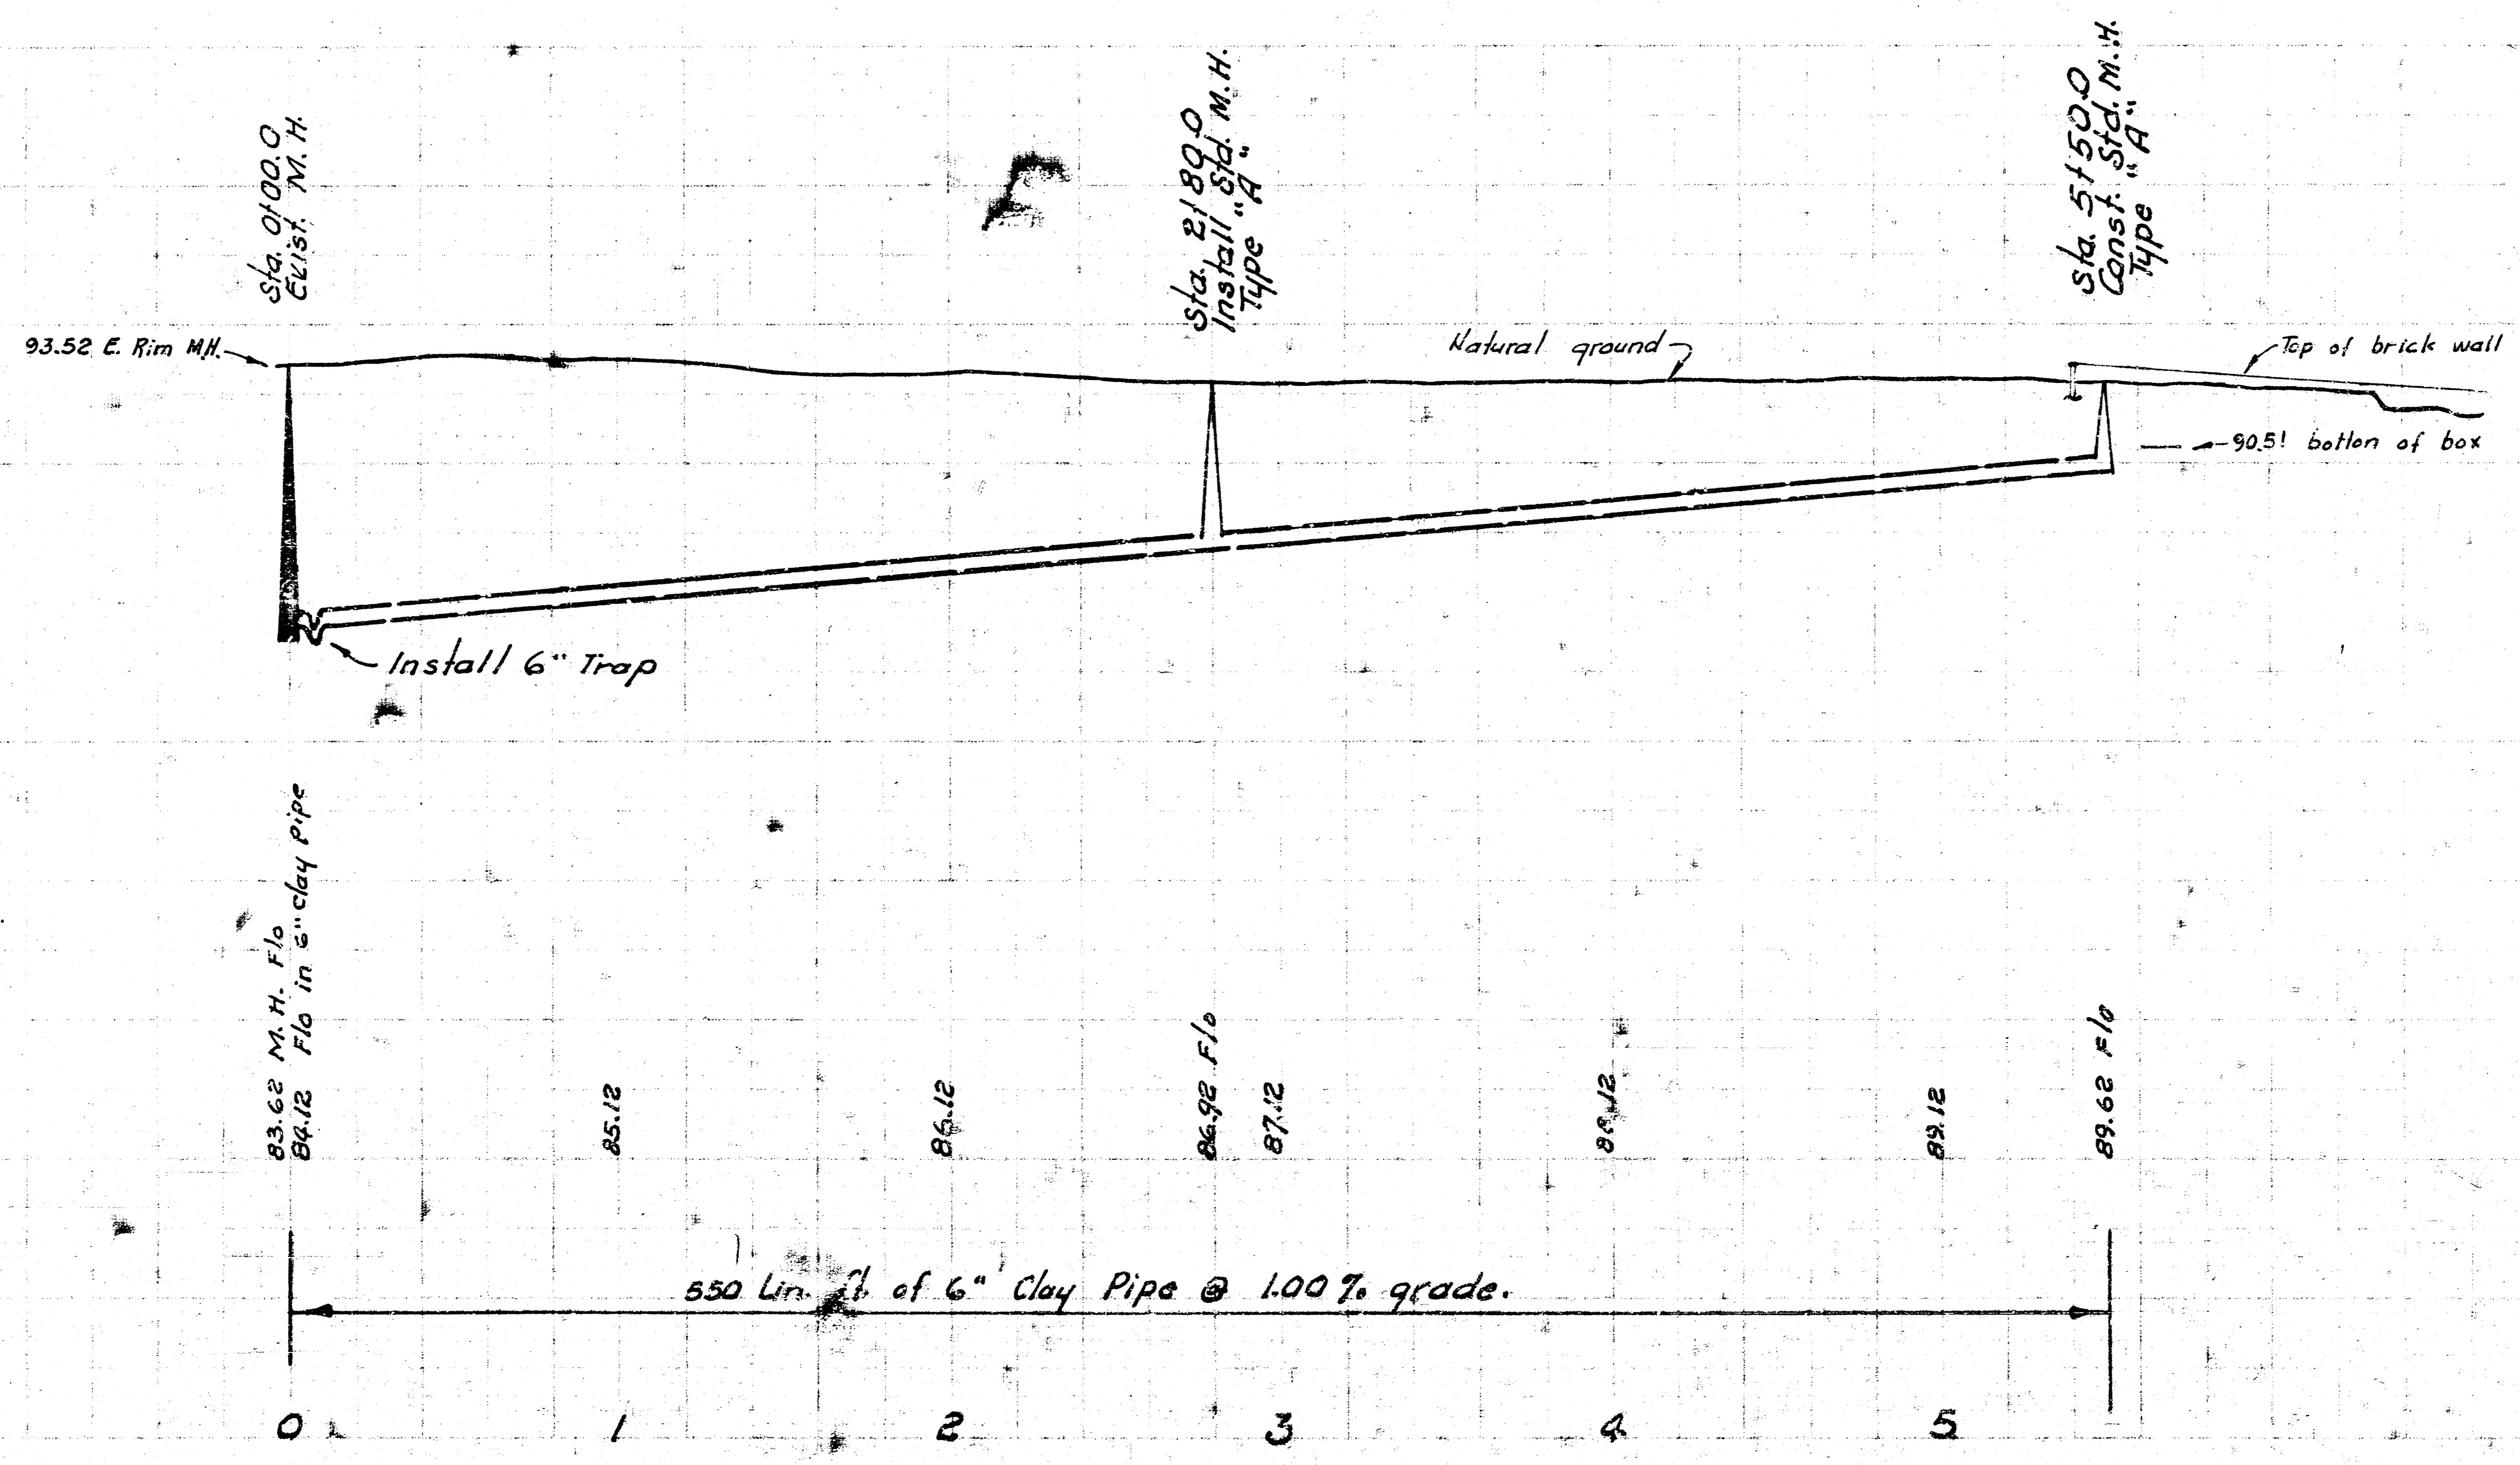 Sta. 0+00.0
Exist. M.H.
Sta. 2+80.0
Install "Std. M.H.
Type "A"
Sta. 5+50.0
Const. Std. M.H.
Type "A"
93.52 E. Rim M.H.
Natural ground
Top of brick wall
90.5! botton of box
Install 6" Trap
83.62 M.H. Flo
84.12 Flo in 6" clay pipe
85.12
86.12
86.92 Flo
87.12
88.12
89.12
89.62 Flo
550 Lin. ft. of 6" Clay Pipe @ 1.00% grade.
0 1 2 3 4 5